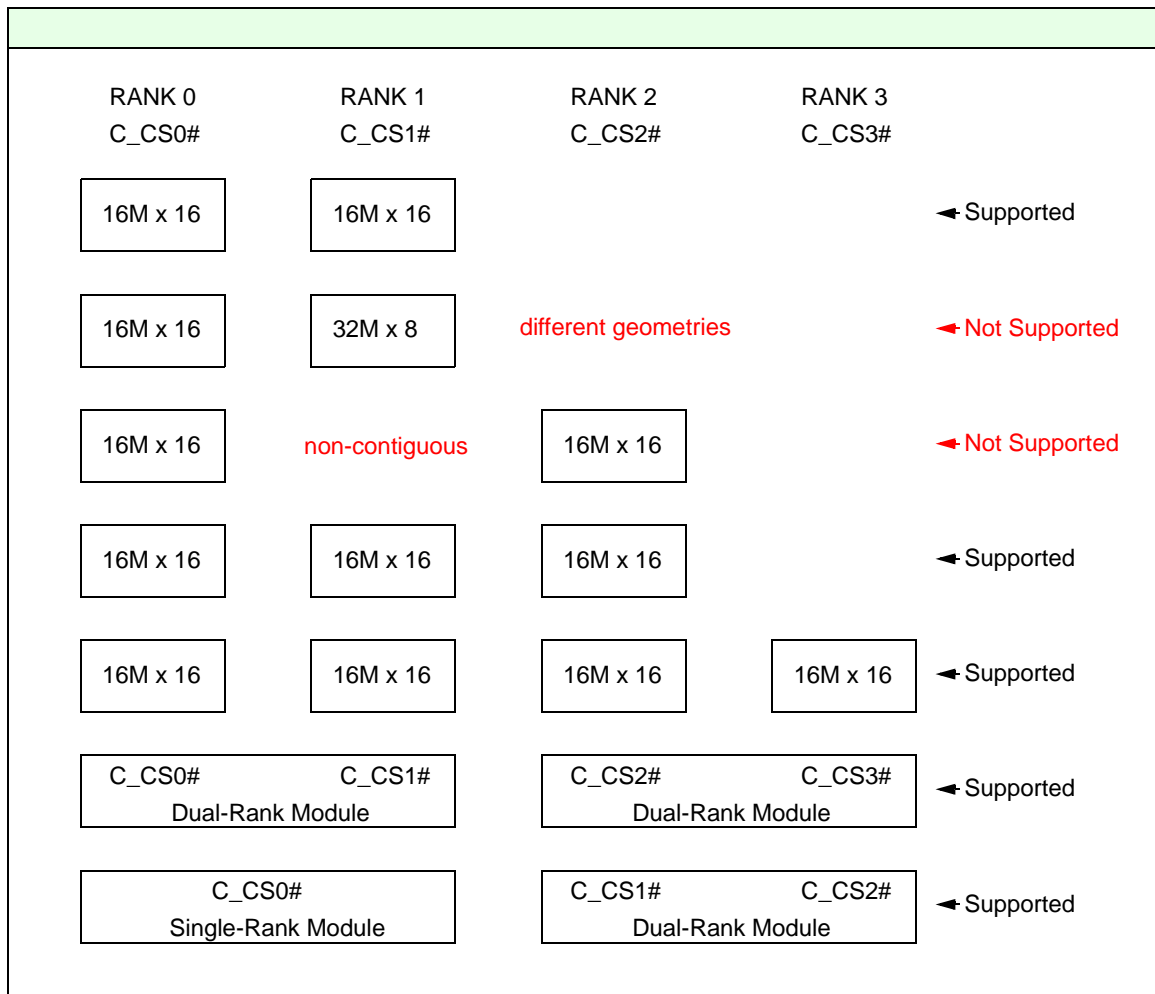 RANK 0 RANK 1 RANK 2 RANK 3
C_CS0# C_CS1# C_CS2# C_CS3#
16M x 16 16M x 16 Supported
16M x 16 32M x 8 different geometries Not Supported
16M x 16 non-contiguous 16M x 16 Not Supported
16M x 16 16M x 16 16M x 16 Supported
16M x 16 16M x 16 16M x 16 16M x 16 Supported
C_CS0# C_CS1# C_CS2# C_CS3#
Supported
Dual-Rank Module Dual-Rank Module
C_CS0# C_CS1# C_CS2#
Supported
Single-Rank Module Dual-Rank Module